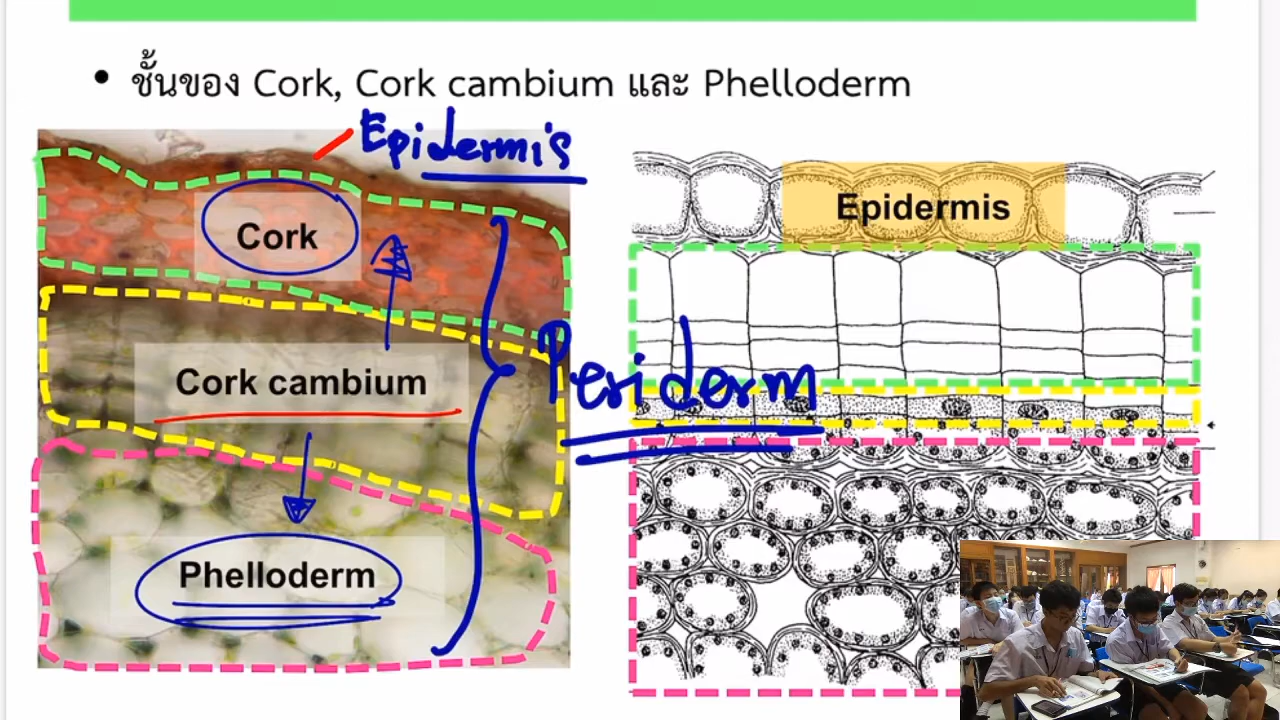 • ชั้นของ Cork, Cork cambium และ Phelloderm
Epidermis
Cork
Epidermis
Cork cambium
Periderm
Phelloderm